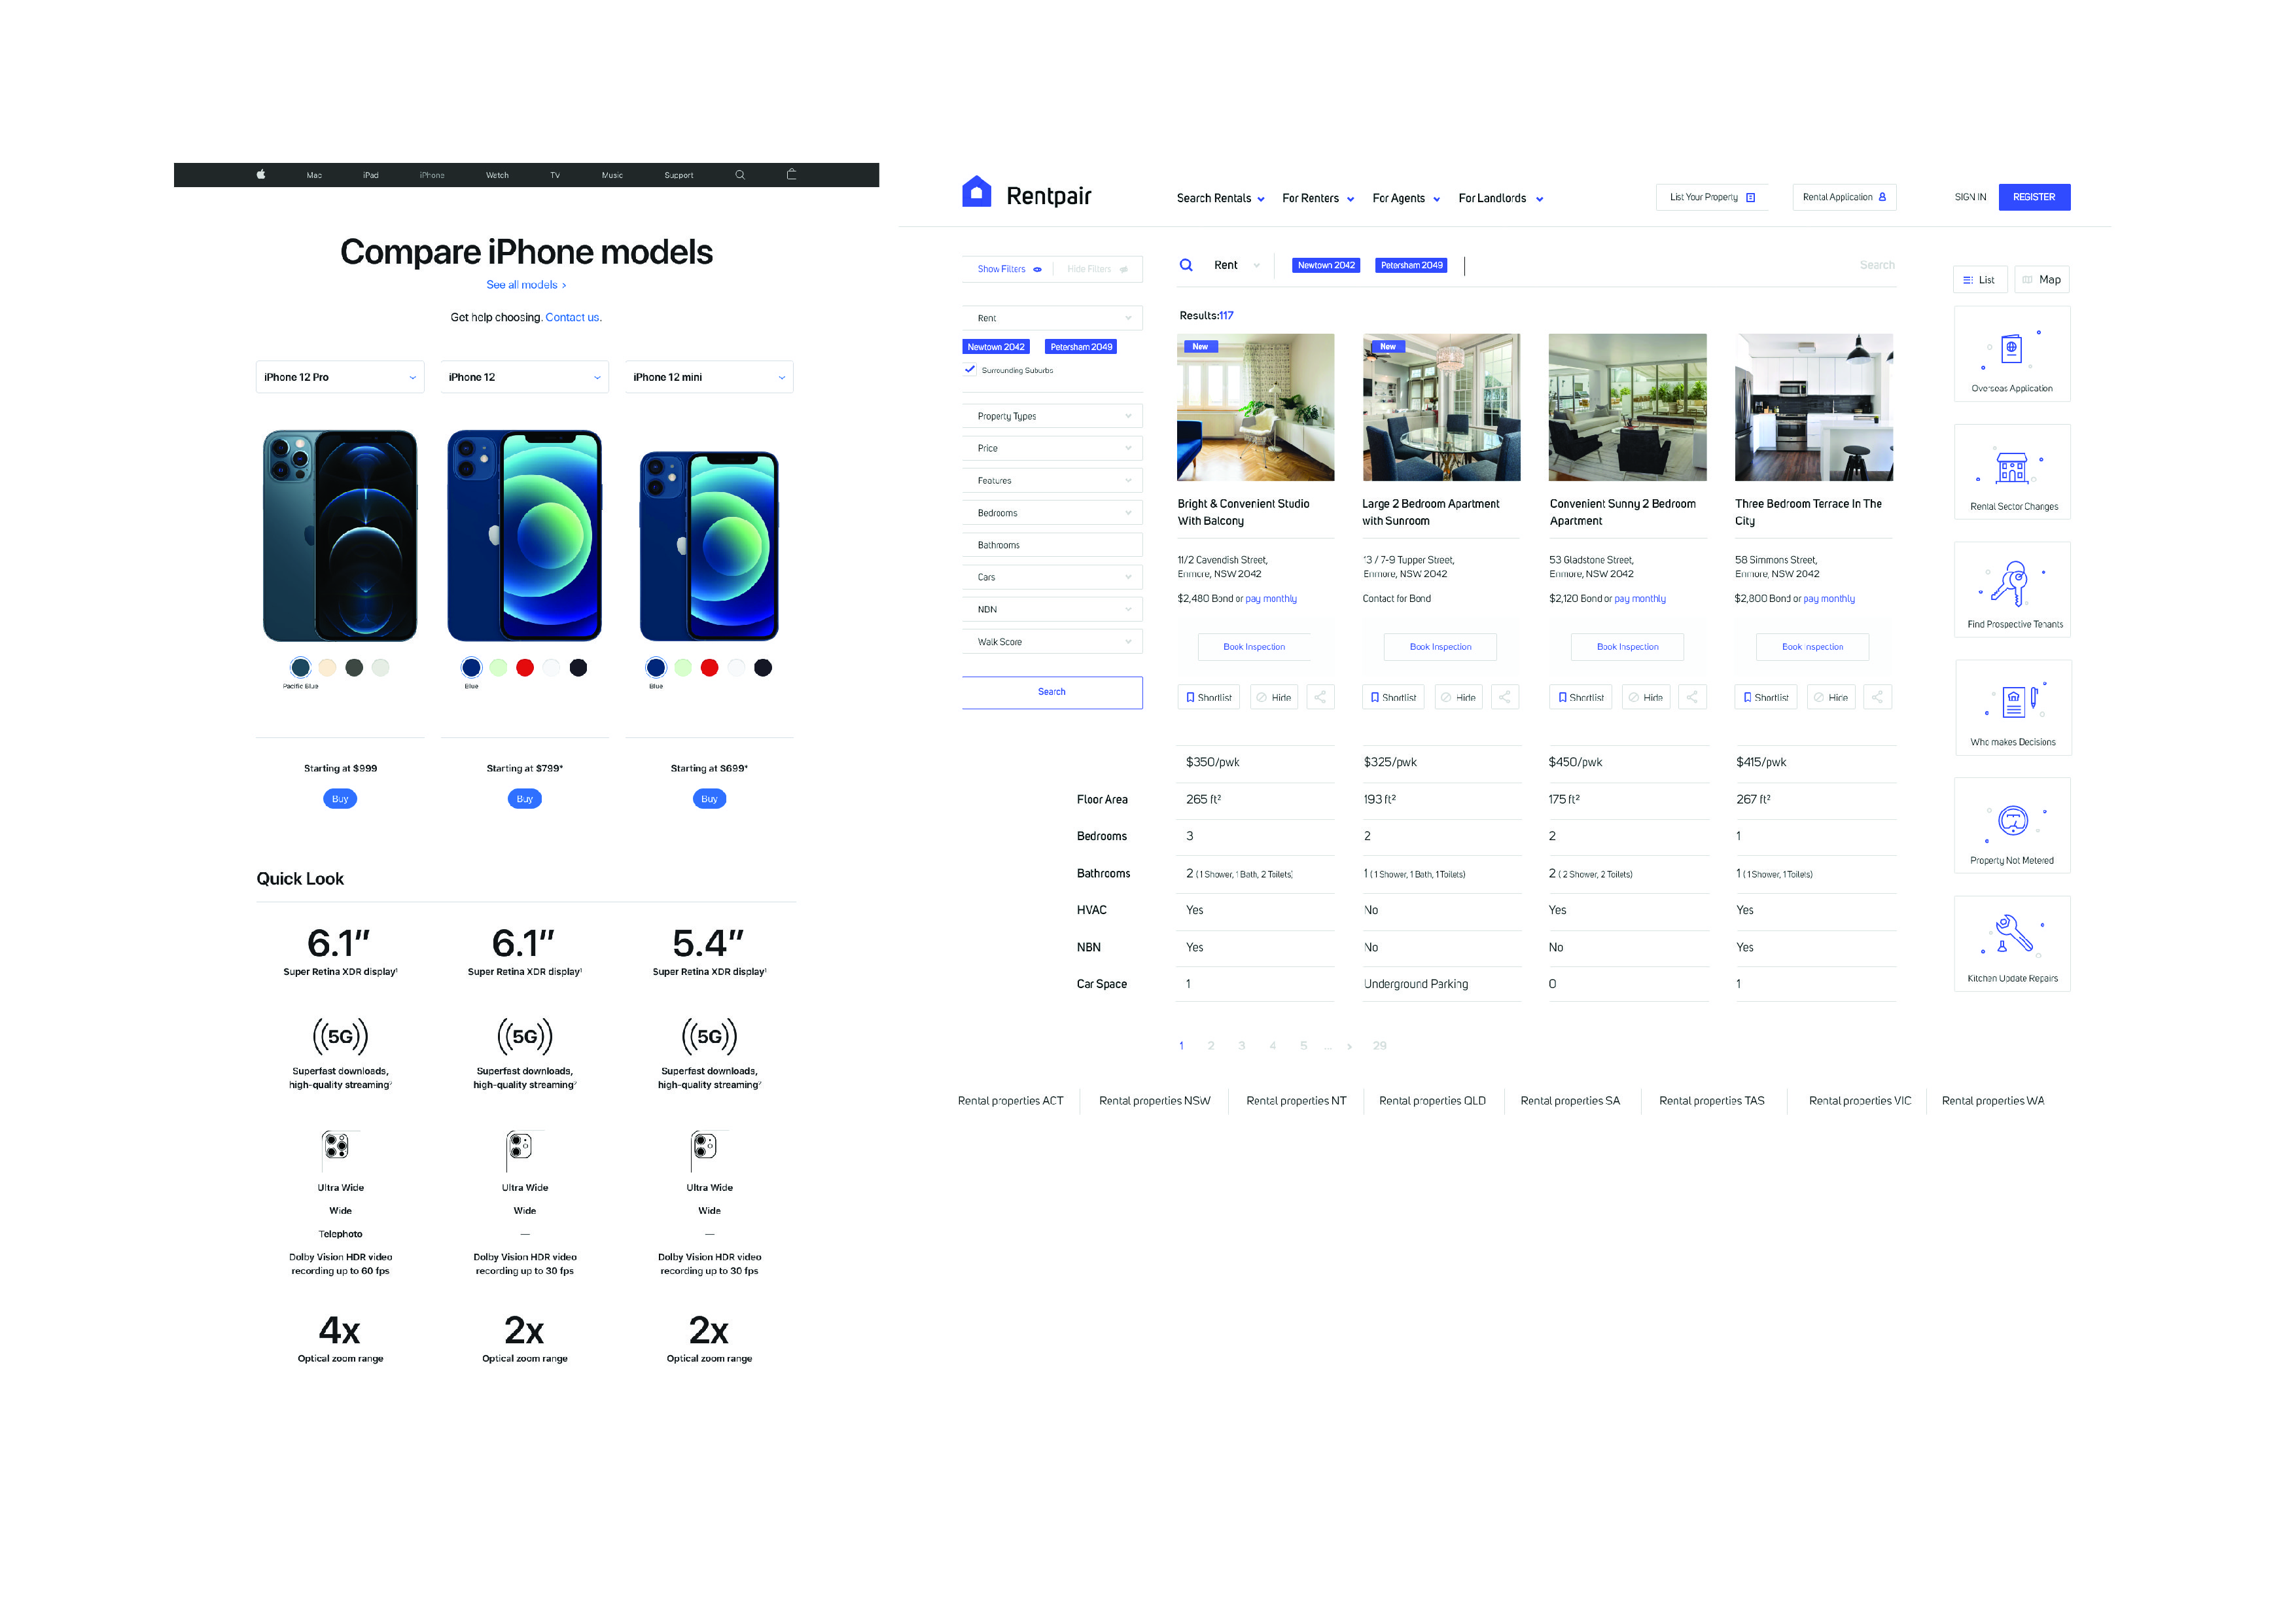 Mac iPad iPhone Watch TV Music Support
Compare iPhone models
See all models >
Get help choosing. Contact us.
iPhone 12 Pro iPhone 12 iPhone 12 mini
Pacific Blue Blue Blue
Starting at $999 Starting at $799* Starting at $699*
Buy Buy Buy
Quick Look
6.1” 6.1” 5.4”
Super Retina XDR display¹ Super Retina XDR display¹ Super Retina XDR display¹
((5G)) ((5G)) ((5G))
Superfast downloads, Superfast downloads, Superfast downloads,
high-quality streaming² high-quality streaming² high-quality streaming²
Ultra Wide Ultra Wide Ultra Wide
Wide Wide Wide
Telephoto — —
Dolby Vision HDR video Dolby Vision HDR video Dolby Vision HDR video
recording up to 60 fps recording up to 30 fps recording up to 30 fps
4x 2x 2x
Optical zoom range Optical zoom range Optical zoom range
Rentpair
Search Rentals For Renters For Agents For Landlords List Your Property Rental Application SIGN IN REGISTER
Show Filters Hide Filters
Rent
Newtown 2042 Petersham 2049
Surrounding Suburbs
Property Types
Price
Features
Bedrooms
Bathrooms
Cars
NDN
Walk Score
Search
Rent Newtown 2042 Petersham 2049 Search
List Map
Results:117
New New
Bright & Convenient Studio Large 2 Bedroom Apartment Convenient Sunny 2 Bedroom Three Bedroom Terrace In The
With Balcony with Sunroom Apartment City
11/2 Cavendish Street, '3 / 7-9 Tupper Street, 53 Gladstone Street, 58 Simmons Street,
Enmore, NSW 2042 Enmore, NSW 2042 Enmore, NSW 2042 Enmore, NSW 2042
$2,480 Bond or pay monthly Contact for Bond $2,120 Bond or pay monthly $2,800 Bond or pay monthly
Book Inspection Book Inspection Book Inspection Book Inspection
Shortlist Hide Shortlist Hide Shortlist Hide Shortlist Hide
$350/pwk $325/pwk $450/pwk $415/pwk
Floor Area 265 ft² 193 ft² 175 ft² 267 ft²
Bedrooms 3 2 2 1
Bathrooms 2 ( 1 Shower, 1 Bath, 2 Toilets) 1 ( 1 Shower, 1 Bath, 1 Toilets) 2 ( 2 Shower, 2 Toilets) 1 ( 1 Shower, 1 Toilets)
HVAC Yes No Yes Yes
NBN Yes No No Yes
Car Space 1 Underground Parking 0 1
1 2 3 4 5 ... > 29
Overseas Application
Rental Sector Changes
Find Prospective Tenants
Who makes Decisions
Property Not Metered
Kitchen Update Repairs
Rental properties ACT Rental properties NSW Rental properties NT Rental properties QLD Rental properties SA Rental properties TAS Rental properties VIC Rental properties WA